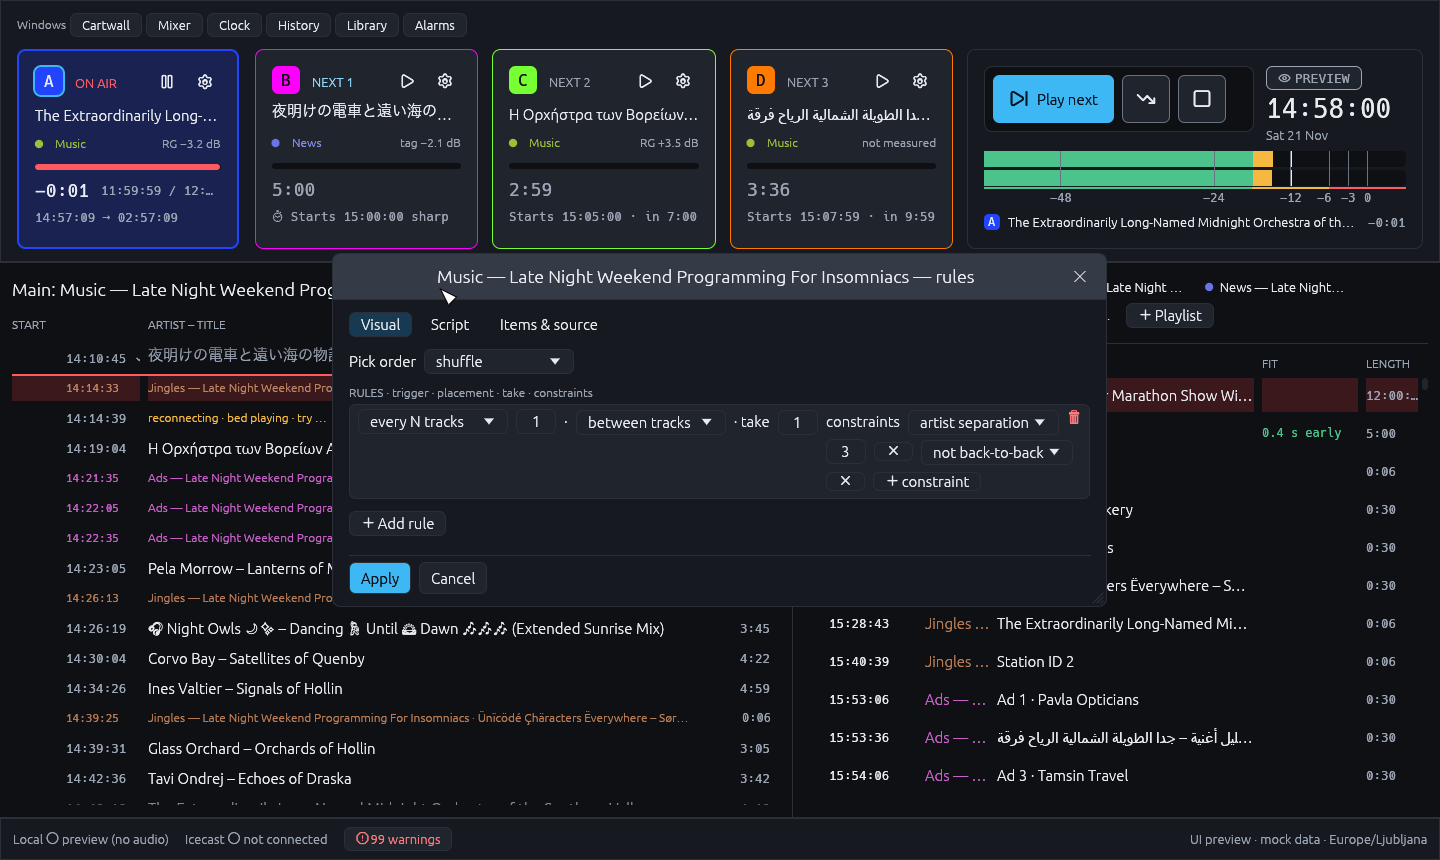 Windows Cartwall Mixer Clock History Library Alarms
A ON AIR
The Extraordinarily Long-…
Music RG −3.2 dB
−0:01 11:59:59 / 12:…
14:57:09 → 02:57:09
B NEXT 1
夜明けの電車と遠い海の…
News tag −2.1 dB
5:00
Starts 15:00:00 sharp
C NEXT 2
Η Ορχήστρα των Βορείων…
Music RG +3.5 dB
2:59
Starts 15:05:00 · in 7:00
D NEXT 3
جدا الطويلة الشمالية الرياح فرقة…
Music not measured
3:36
Starts 15:07:59 · in 9:59
Play next
PREVIEW
14:58:00
Sat 21 Nov
−48 −24 −12 −6 −3 0
A The Extraordinarily Long-Named Midnight Orchestra of th… −0:01
Main: Music — Late Night Weekend Prog
START ARTIST – TITLE
14:10:45 、夜明けの電車と遠い海の物
14:14:33 Jingles — Late Night Weekend Pro
14:14:39 reconnecting · bed playing · try …
14:19:04 Η Ορχήστρα των Βορείων Α
14:21:35 Ads — Late Night Weekend Progra
14:22:05 Ads — Late Night Weekend Progra
14:22:35 Ads — Late Night Weekend Progra
14:23:05 Pela Morrow – Lanterns of M
14:26:13 Jingles — Late Night Weekend Pro
14:26:19 🎧 Night Owls 🌙✨ – Dancing 💃 Until 🌅 Dawn 🎶🎶🎶 (Extended Sunrise Mix) 3:45
14:30:04 Corvo Bay – Satellites of Quenby 4:22
14:34:26 Ines Valtier – Signals of Hollin 4:59
14:39:25 Jingles — Late Night Weekend Programming For Insomniacs · Ünïcödé Çhäracters Ëverywhere – Sør… 0:06
14:39:31 Glass Orchard – Orchards of Hollin 3:05
14:42:36 Tavi Ondrej – Echoes of Draska 3:42
Music — Late Night Weekend Programming For Insomniacs — rules
Visual Script Items & source
Pick order shuffle
RULES · trigger · placement · take · constraints
every N tracks 1 · between tracks · take 1 constraints artist separation
3 ✕ not back-to-back
✕ + constraint
+ Add rule
Apply Cancel
Late Night … News — Late Night…
+ Playlist
FIT LENGTH
Marathon Show Wi… 12:00:…
0.4 s early 5:00
0:06
kery 0:30
s 0:30
ers Ëverywhere – S… 0:30
15:28:43 Jingles … The Extraordinarily Long-Named Mi… 0:06
15:40:39 Jingles … Station ID 2 0:06
15:53:06 Ads — … Ad 1 · Pavla Opticians 0:30
15:53:36 Ads — … جدا الطويلة الشمالية الرياح فرقة – أغنية ليل… 0:30
15:54:06 Ads — … Ad 3 · Tamsin Travel 0:30
Local preview (no audio) Icecast not connected 99 warnings
UI preview · mock data · Europe/Ljubljana